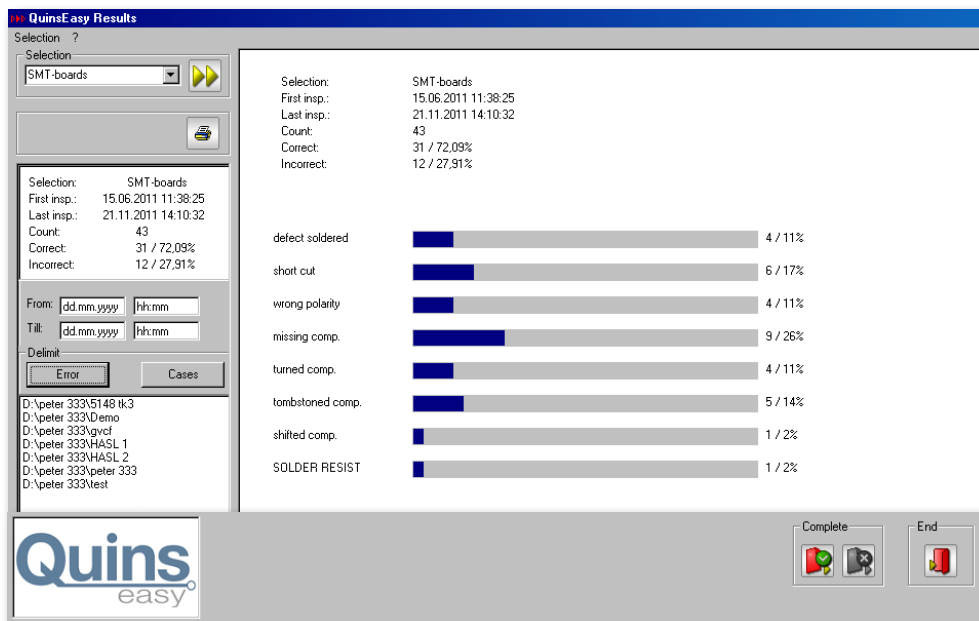 QuinsEasy Results
Selection ?
Selection
SMT-boards
Selection: SMT-boards
First insp.: 15.06.2011 11:38:25
Last insp.: 21.11.2011 14:10:32
Count: 43
Correct: 31 / 72,09%
Incorrect: 12 / 27,91%
From: dd.mm.yyyy hh:mm
Till: dd.mm.yyyy hh:mm
Delimit
Error Cases
D:\peter 333\5148 tk3
D:\peter 333\Demo
D:\peter 333\gvcf
D:\peter 333\HASL 1
D:\peter 333\HASL 2
D:\peter 333\peter 333
D:\peter 333\test
Selection: SMT-boards
First insp.: 15.06.2011 11:38:25
Last insp.: 21.11.2011 14:10:32
Count: 43
Correct: 31 / 72,09%
Incorrect: 12 / 27,91%
defect soldered 4 / 11%
short cut 6 / 17%
wrong polarity 4 / 11%
missing comp. 9 / 26%
turned comp. 4 / 11%
tombstoned comp. 5 / 14%
shifted comp. 1 / 2%
SOLDER RESIST 1 / 2%
Quins
easy
Complete
End